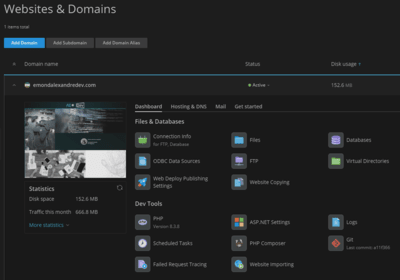 Websites & Domains
1 items total
Add Domain Add Subdomain Add Domain Alias
Domain name Status Disk usage
emondalexandredev.com Active 152.6 MB
Dashboard Hosting & DNS Mail Get started
Files & Databases
Connection Info
for FTP, Database
Files
Databases
ODBC Data Sources
FTP
Virtual Directories
Web Deploy Publishing
Settings
Website Copying
Statistics
Disk space 152.6 MB
Traffic this month 666.8 MB
More statistics
Dev Tools
PHP
Version 8.3.8
ASP.NET Settings
Logs
Scheduled Tasks
PHP Composer
Git
Last commit:
Failed Request Tracing
Website Importing